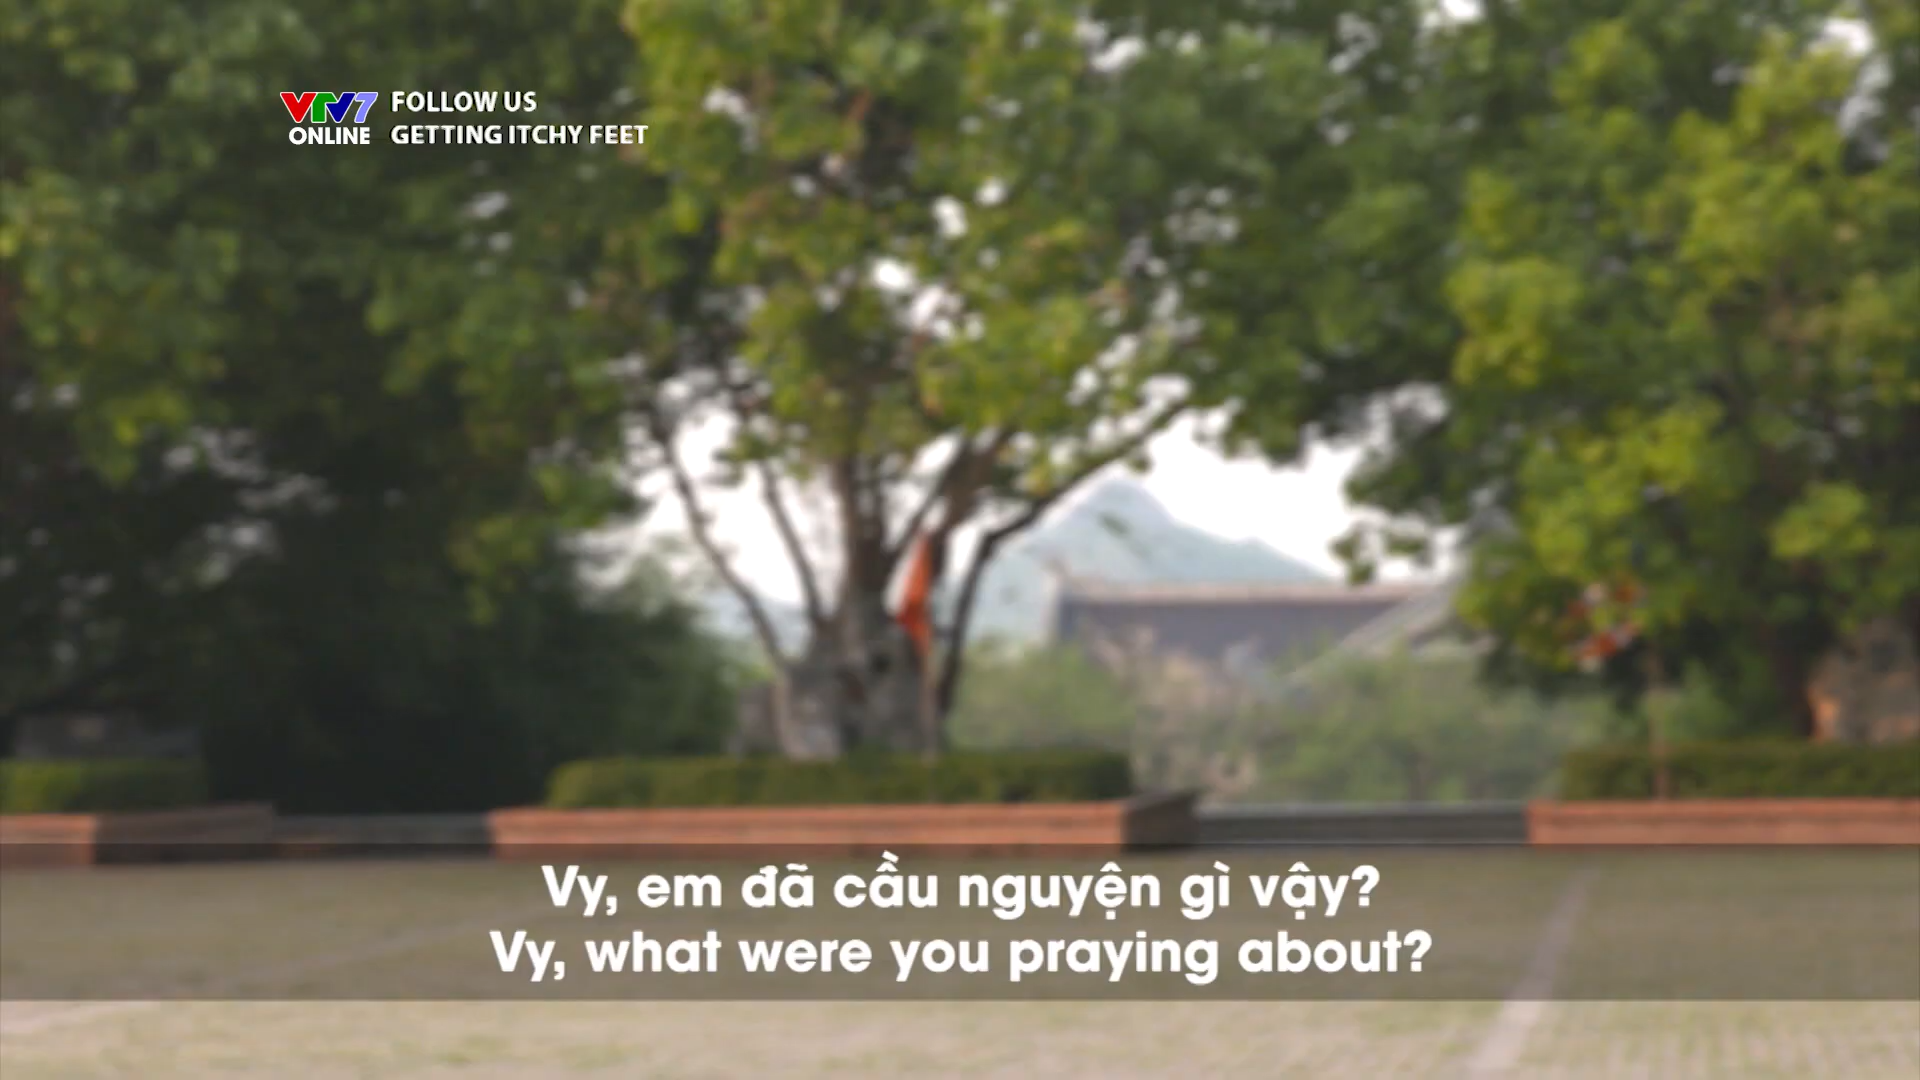 VTV7 FOLLOW US
ONLINE GETTING ITCHY FEET
Vy, em đã cầu nguyện gì vậy?
Vy, what were you praying about?